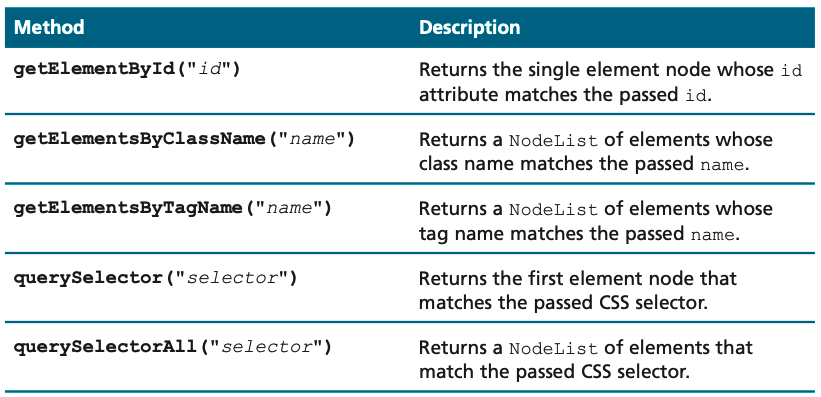 Method Description
getElementById("id") Returns the single element node whose id
attribute matches the passed id.
getElementsByClassName("name") Returns a NodeList of elements whose
class name matches the passed name.
getElementsByTagName("name") Returns a NodeList of elements whose
tag name matches the passed name.
querySelector("selector") Returns the first element node that
matches the passed CSS selector.
querySelectorAll("selector") Returns a NodeList of elements that
match the passed CSS selector.